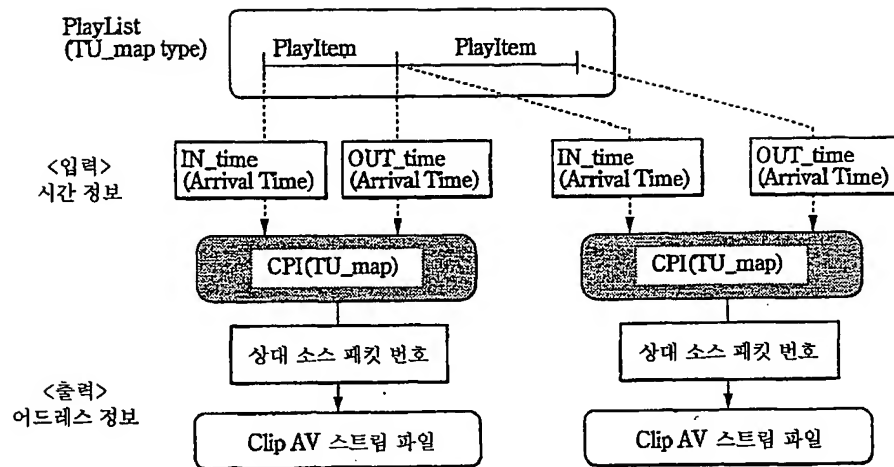 PlayList
(TU_map type)
PlayItem
PlayItem
<입력>
시간 정보
IN_time
(Arrival Time)
OUT_time
(Arrival Time)
IN_time
(Arrival Time)
OUT_time
(Arrival Time)
CPI(TU_map)
CPI(TU_map)
상대 소스 패킷 번호
상대 소스 패킷 번호
<출력>
어드레스 정보
Clip AV 스트림 파일
Clip AV 스트림 파일